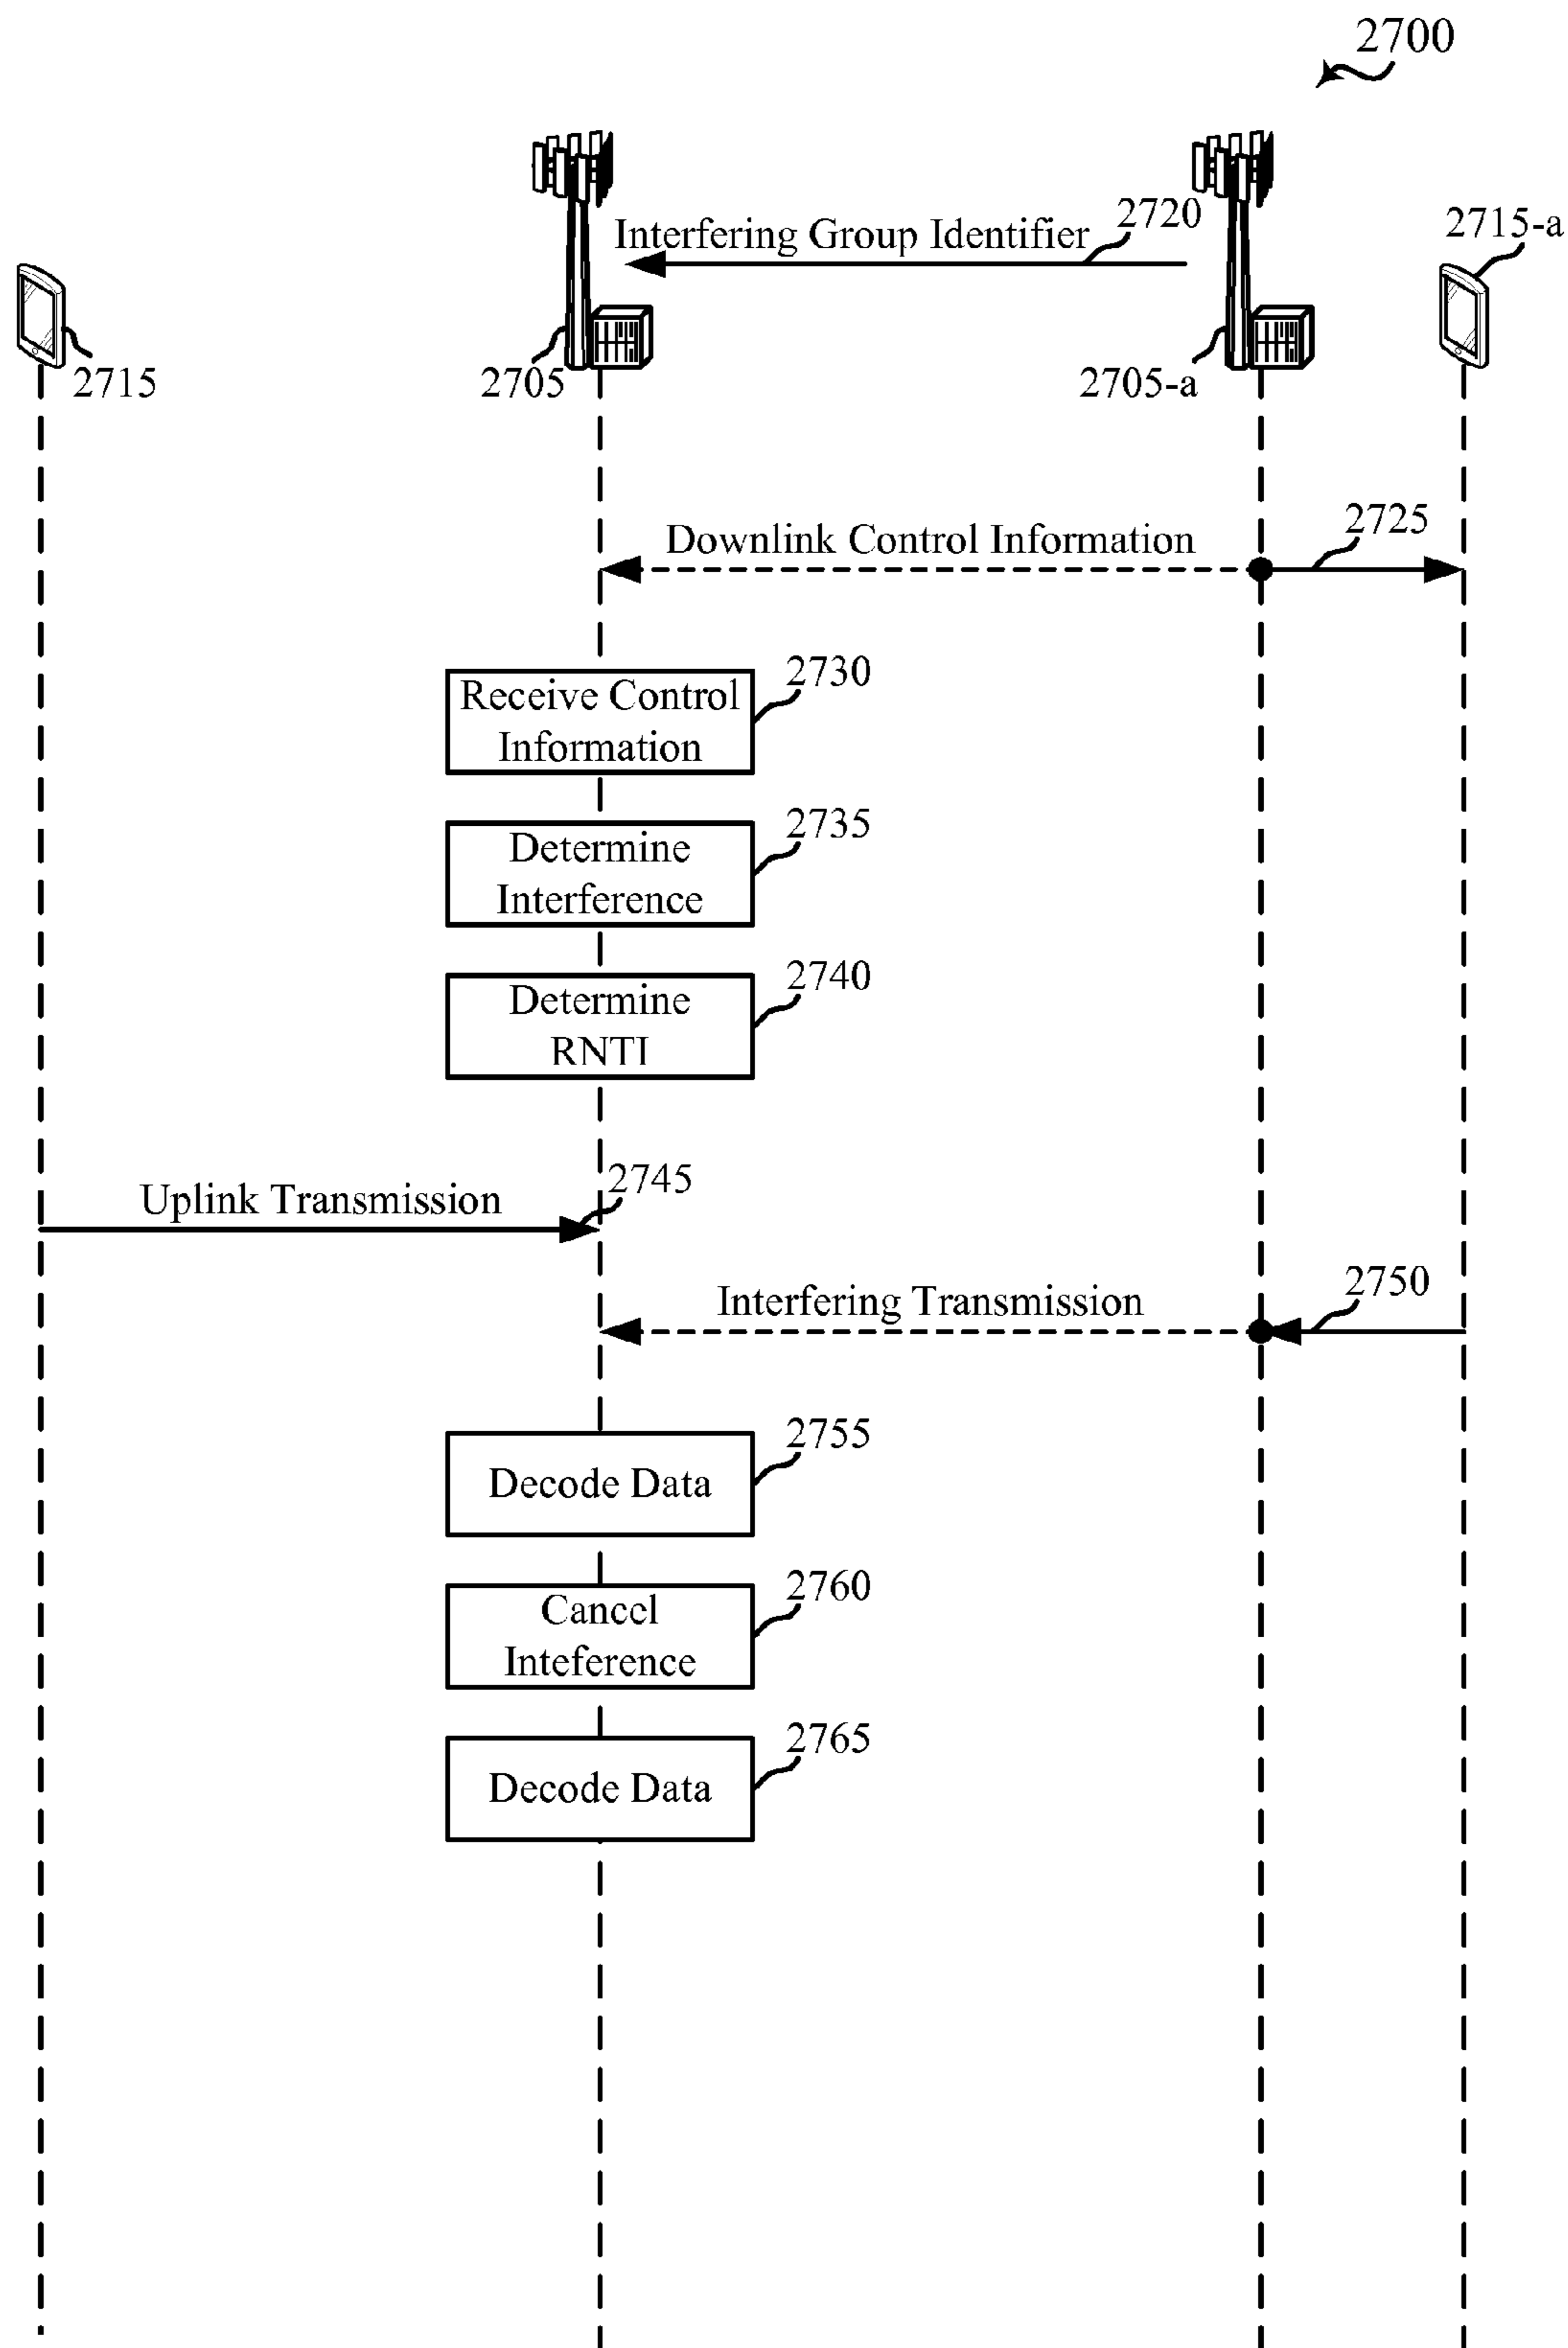 2700
Interfering Group Identifier
2720
2715-a
2715
2705
2705-a
Downlink Control Information
2725
2730
Receive Control
Information
2735
Determine
Interference
2740
Determine
RNTI
2745
Uplink Transmission
2750
Interfering Transmission
2755
Decode Data
2760
Cancel
Inteference
2765
Decode Data